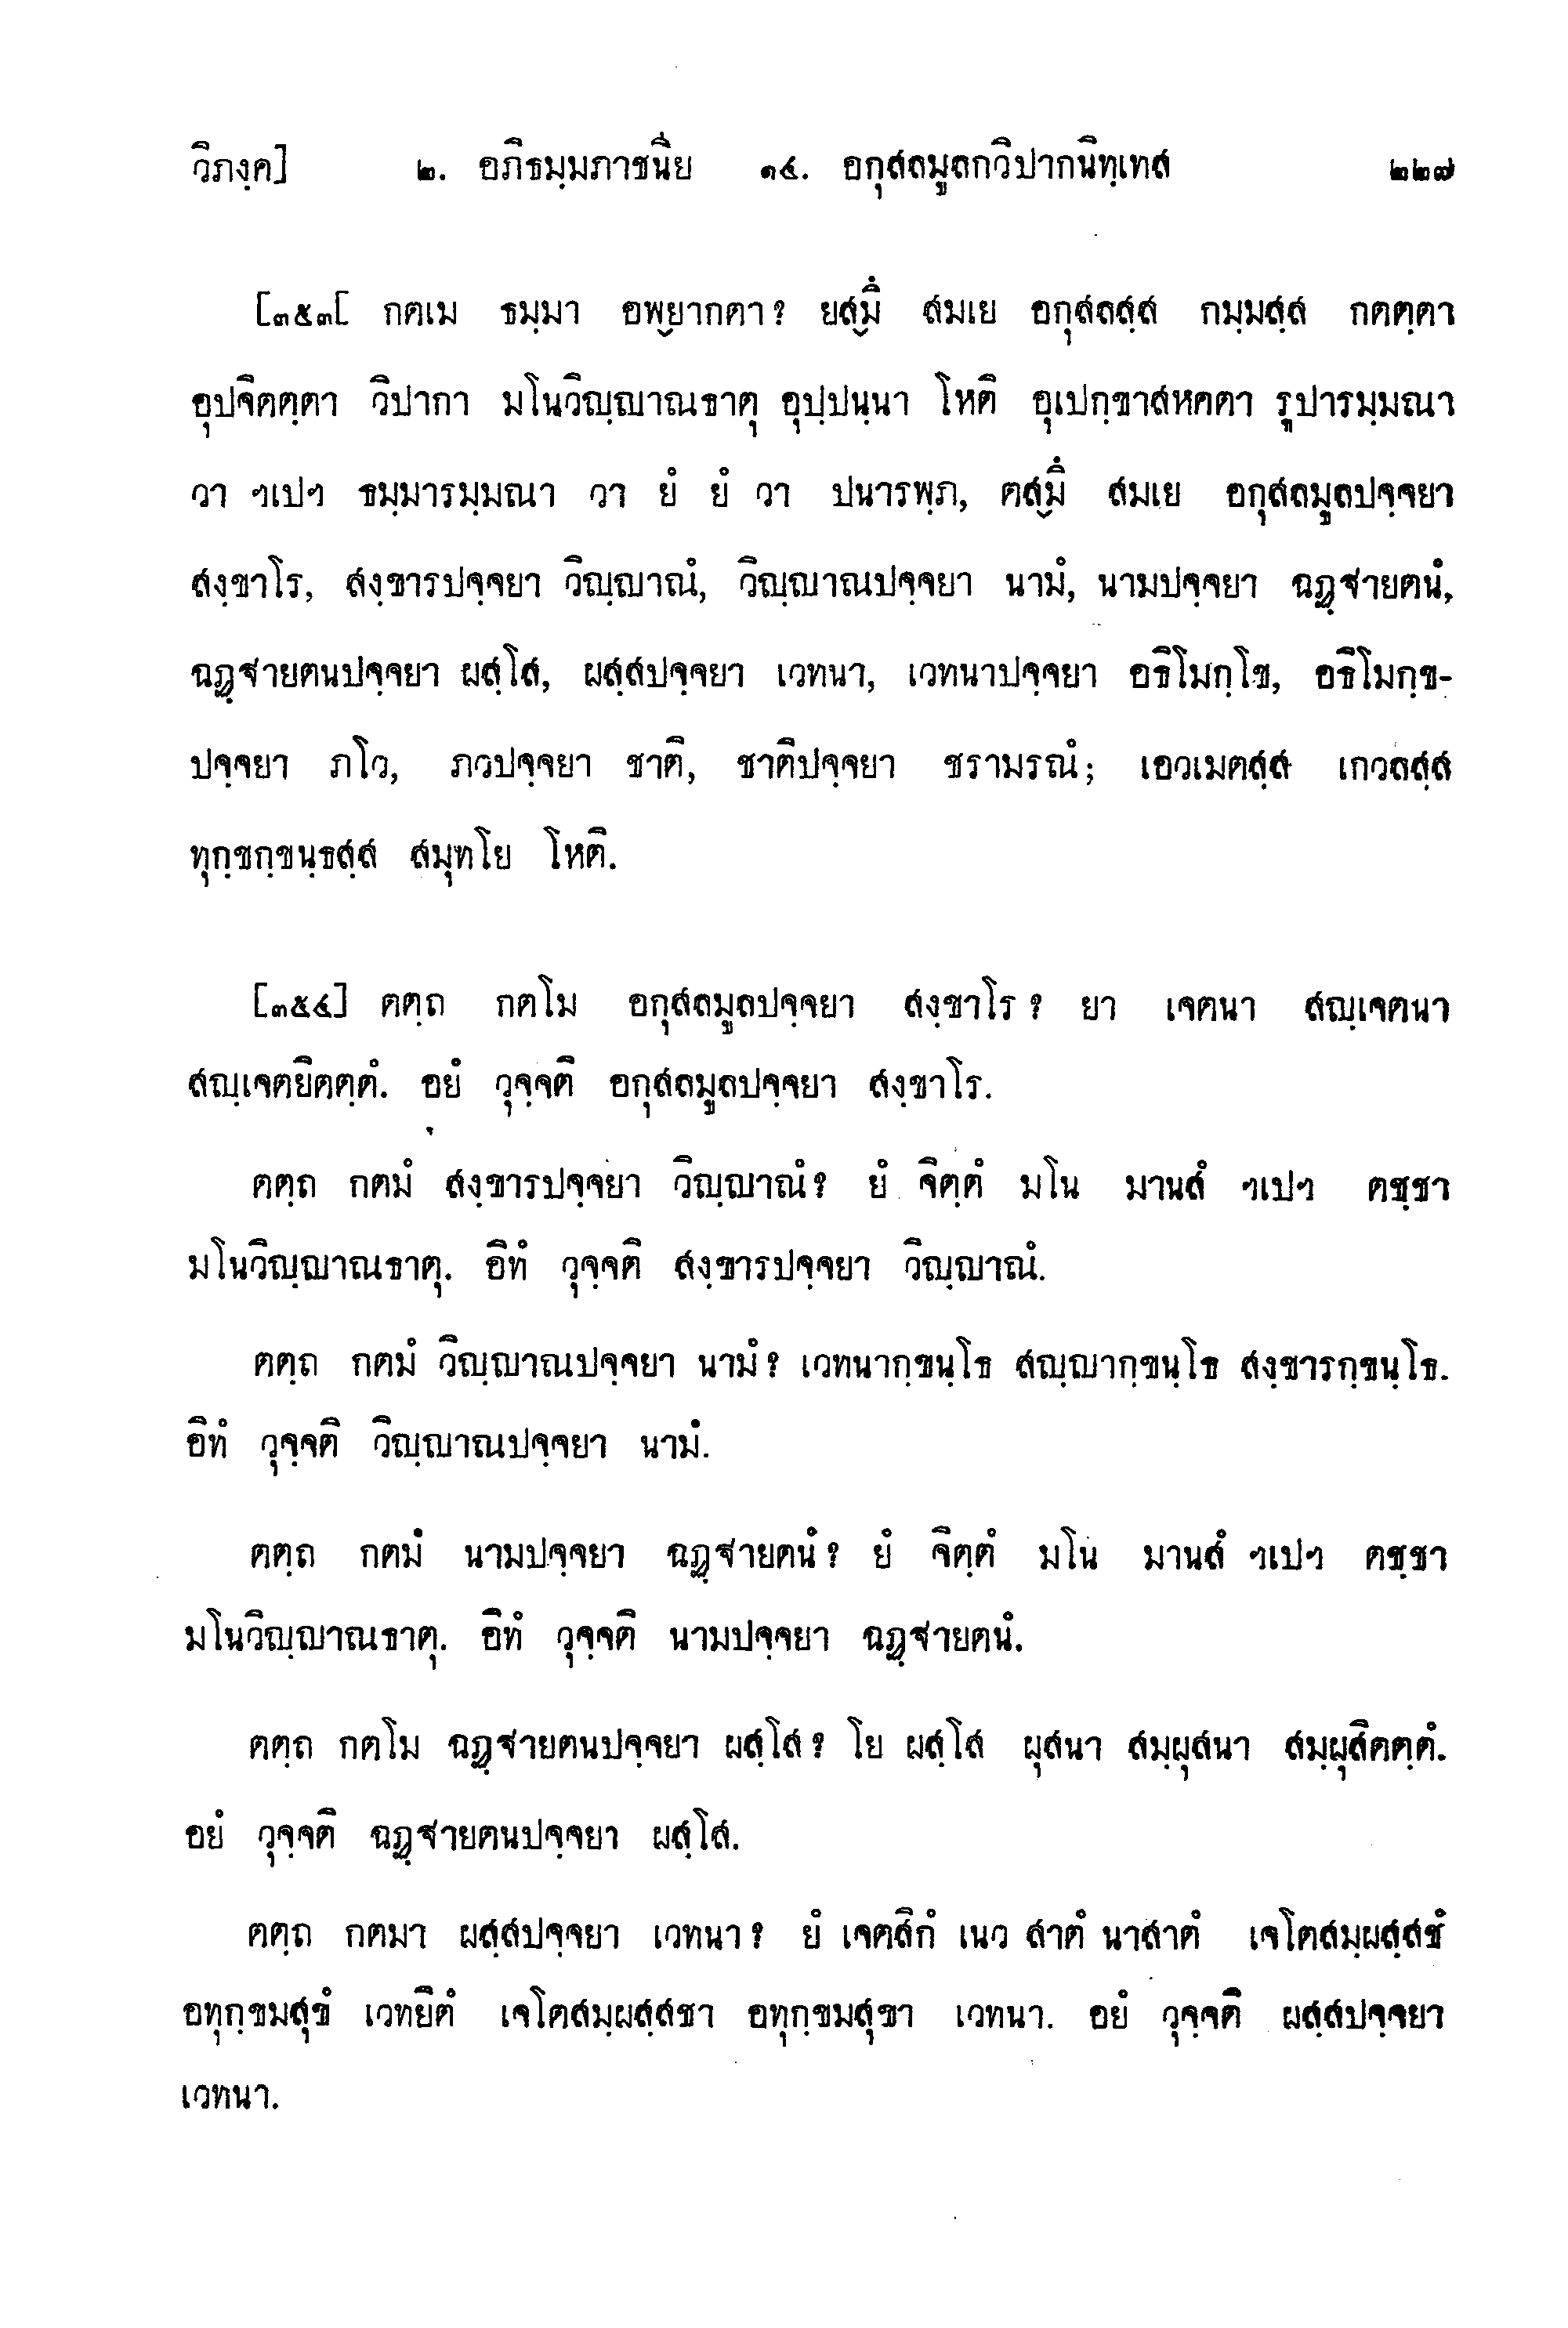 วิภงฺค]  ๒. อภิธมฺมภาชนีย  ๑๔. อกุสลมูลกวิปากนิทฺเทส  ๒๒๗
[๓๕๓[ กตเม ธมฺมา อพฺยากตา? ยสฺมึ สมเย อกุสลสฺส กมฺมสฺส กตตฺตา
อุปจิตตฺตา วิปากา มโนวิญฺญาณธาตุ อุปฺปนฺนา โหติ อุเปกฺขาสหคตา รูปารมฺมณา
วา ฯเปฯ ธมฺมารมฺมณา วา ยํ ยํ วา ปนารพฺภ, ตสฺมึ สมเย อกุสลมูลปจฺจยา
สงฺขาโร, สงฺขารปจฺจยา วิญฺญาณํ, วิญฺญาณปจฺจยา นามํ, นามปจฺจยา ฉฏฺฐายตนํ,
ฉฏฺฐายตนปจฺจยา ผสฺโส, ผสฺสปจฺจยา เวทนา, เวทนาปจฺจยา อธิโมกฺโข, อธิโมกฺข-
ปจฺจยา ภโว, ภวปจฺจยา ชาติ, ชาติปจฺจยา ชรามรณํ; เอวเมตสฺส เกวลสฺส
ทุกฺขกฺขนฺธสฺส สมุทโย โหติ.
[๓๕๔] ตตฺถ กตโม อกุสลมูลปจฺจยา สงฺขาโร? ยา เจตนา สญฺเจตนา
สญฺเจตยิตตฺตํ. อยํ วุจฺจติ อกุสลมูลปจฺจยา สงฺขาโร.
ตตฺถ กตมํ สงฺขารปจฺจยา วิญฺญาณํ? ยํ จิตฺตํ มโน มานสํ ฯเปฯ ตชฺชา
มโนวิญฺญาณธาตุ. อิทํ วุจฺจติ สงฺขารปจฺจยา วิญฺญาณํ.
ตตฺถ กตมํ วิญฺญาณปจฺจยา นามํ? เวทนากฺขนฺโธ สญฺญากฺขนฺโธ สงฺขารกฺขนฺโธ.
อิทํ วุจฺจติ วิญฺญาณปจฺจยา นามํ.
ตตฺถ กตมํ นามปจฺจยา ฉฏฺฐายตนํ? ยํ จิตฺตํ มโน มานสํ ฯเปฯ ตชฺชา
มโนวิญฺญาณธาตุ. อิทํ วุจฺจติ นามปจฺจยา ฉฏฺฐายตนํ.
ตตฺถ กตโม ฉฏฺฐายตนปจฺจยา ผสฺโส? โย ผสฺโส ผุสนา สมฺผุสนา สมฺผุสิตตฺตํ.
อยํ วุจฺจติ ฉฏฺฐายตนปจฺจยา ผสฺโส.
ตตฺถ กตมา ผสฺสปจฺจยา เวทนา? ยํ เจตสิกํ เนว สาตํ นาสาตํ เจโตสมฺผสฺสชํ
อทุกฺขมสุขํ เวทยิตํ เจโตสมฺผสฺสชา อทุกฺขมสุขา เวทนา. อยํ วุจฺจติ ผสฺสปจฺจยา
เวทนา.